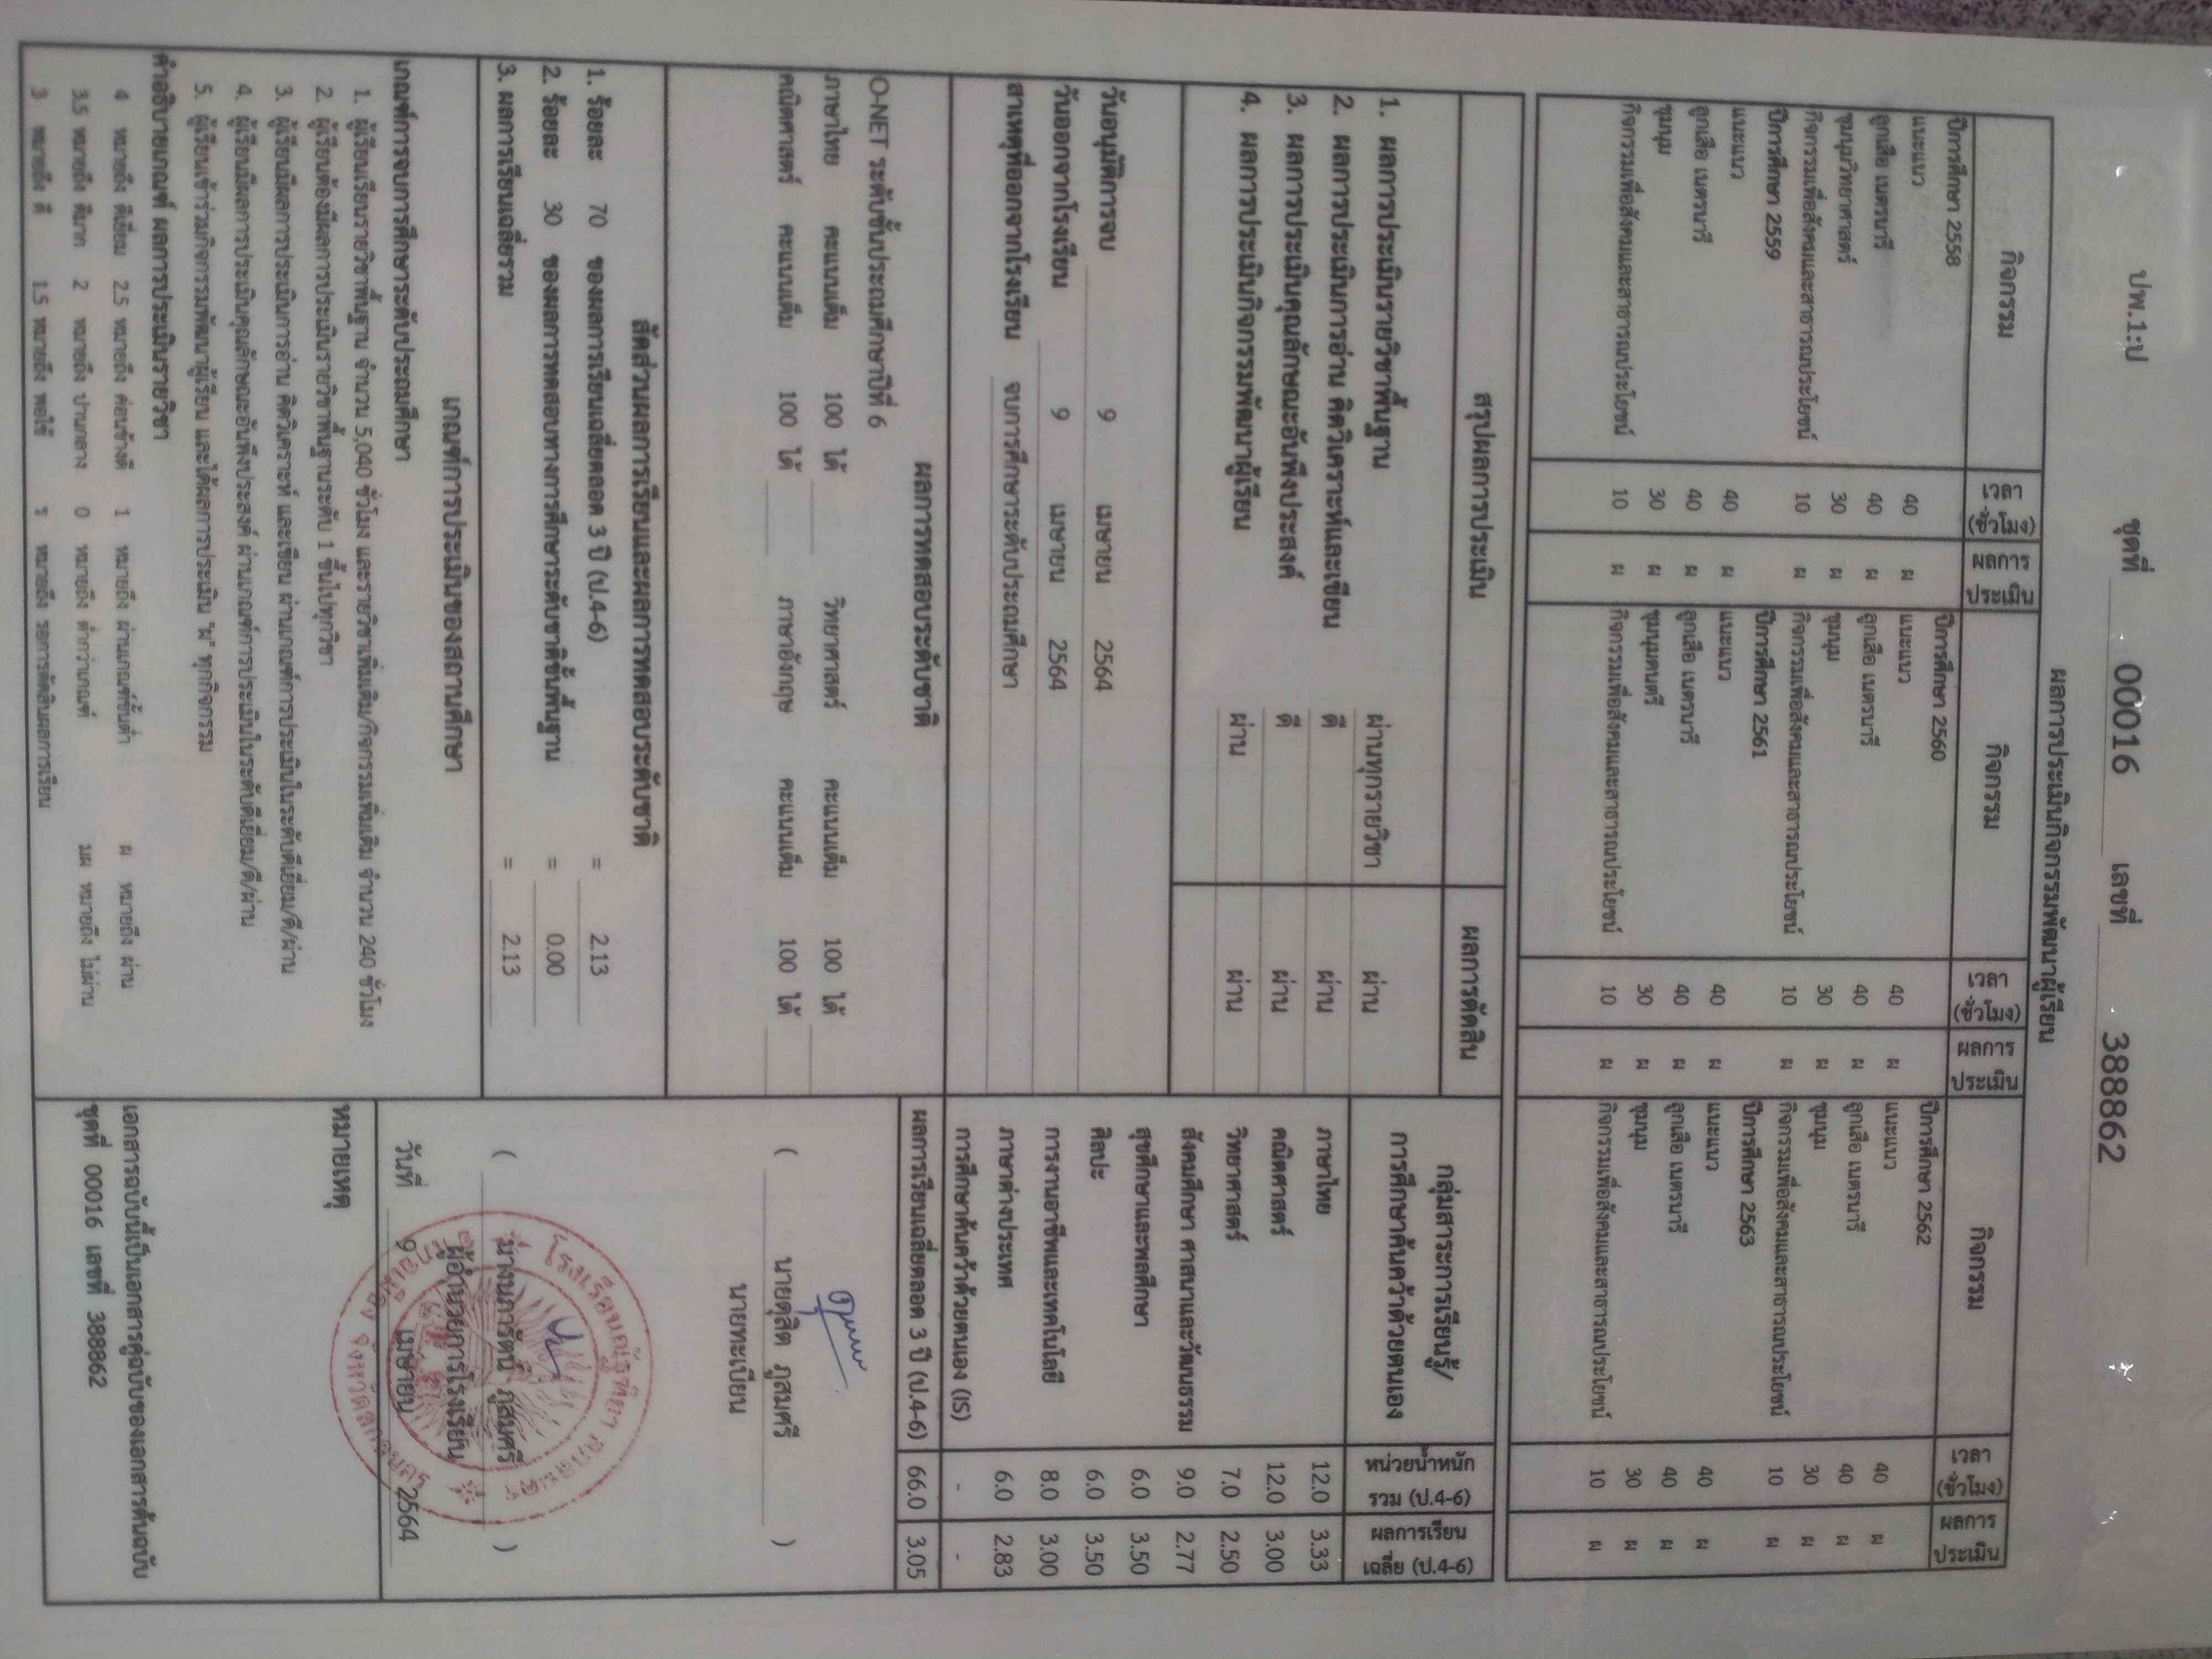 ปพ.1:ป ชุดที่ 00016 เลขที่ 388862
ผลการประเมินกิจกรรมพัฒนาผู้เรียน
กิจกรรม เวลา (ชั่วโมง) ผลการประเมิน กิจกรรม เวลา (ชั่วโมง) ผลการประเมิน กิจกรรม เวลา (ชั่วโมง) ผลการประเมิน
ปีการศึกษา 2558 ปีการศึกษา 2560 ปีการศึกษา 2562
แนะแนว 40 ผ แนะแนว 40 ผ แนะแนว 40 ผ
ลูกเสือ เนตรนารี 40 ผ ลูกเสือ เนตรนารี 40 ผ ลูกเสือ เนตรนารี 40 ผ
ชุมนุมวิทยาศาสตร์ 30 ผ ชุมนุม 30 ผ ชุมนุม 30 ผ
กิจกรรมเพื่อสังคมและสาธารณประโยชน์ 10 ผ กิจกรรมเพื่อสังคมและสาธารณประโยชน์ 10 ผ กิจกรรมเพื่อสังคมและสาธารณประโยชน์ 10 ผ
ปีการศึกษา 2559 ปีการศึกษา 2561 ปีการศึกษา 2563
แนะแนว 40 ผ แนะแนว 40 ผ แนะแนว 40 ผ
ลูกเสือ เนตรนารี 40 ผ ลูกเสือ เนตรนารี 40 ผ ลูกเสือ เนตรนารี 40 ผ
ชุมนุม 30 ผ ชุมนุมดนตรี 30 ผ ชุมนุม 30 ผ
กิจกรรมเพื่อสังคมและสาธารณประโยชน์ 10 ผ กิจกรรมเพื่อสังคมและสาธารณประโยชน์ 10 ผ กิจกรรมเพื่อสังคมและสาธารณประโยชน์ 10 ผ
สรุปผลการประเมิน ผลการตัดสิน
1. ผลการประเมินรายวิชาพื้นฐาน ผ่านทุกรายวิชา ผ่าน
2. ผลการประเมินการอ่าน คิดวิเคราะห์และเขียน ดี ผ่าน
3. ผลการประเมินคุณลักษณะอันพึงประสงค์ ดี ผ่าน
4. ผลการประเมินกิจกรรมพัฒนาผู้เรียน ผ่าน ผ่าน
วันอนุมัติการจบ 9 เมษายน 2564
วันออกจากโรงเรียน 9 เมษายน 2564
สาเหตุที่ออกจากโรงเรียน จบการศึกษาระดับประถมศึกษา
ผลการทดสอบระดับชาติ
O-NET ระดับชั้นประถมศึกษาปีที่ 6
ภาษาไทย คะแนนเต็ม 100 ได้ วิทยาศาสตร์ คะแนนเต็ม 100 ได้
คณิตศาสตร์ คะแนนเต็ม 100 ได้ ภาษาอังกฤษ คะแนนเต็ม 100 ได้
สัดส่วนผลการเรียนและผลการทดสอบระดับชาติ
1. ร้อยละ 70 ของผลการเรียนเฉลี่ยตลอด 3 ปี (ป.4-6) = 2.13
2. ร้อยละ 30 ของผลการทดสอบทางการศึกษาระดับชาติขั้นพื้นฐาน = 0.00
3. ผลการเรียนเฉลี่ยรวม = 2.13
เกณฑ์การประเมินของสถานศึกษา
เกณฑ์การจบการศึกษาระดับประถมศึกษา
1. ผู้เรียนเรียนรายวิชาพื้นฐาน จำนวน 5,040 ชั่วโมง และรายวิชาเพิ่มเติม/กิจกรรมเพิ่มเติม จำนวน 240 ชั่วโมง
2. ผู้เรียนต้องมีผลการประเมินรายวิชาพื้นฐานระดับ 1 ขึ้นไปทุกวิชา
3. ผู้เรียนมีผลการประเมินการอ่าน คิดวิเคราะห์ และเขียน ผ่านเกณฑ์การประเมินในระดับดีเยี่ยม/ดี/ผ่าน
4. ผู้เรียนมีผลการประเมินคุณลักษณะอันพึงประสงค์ ผ่านเกณฑ์การประเมินในระดับดีเยี่ยม/ดี/ผ่าน
5. ผู้เรียนเข้าร่วมกิจกรรมพัฒนาผู้เรียน และได้ผลการประเมิน "ผ" ทุกกิจกรรม
คำอธิบายเกณฑ์ ผลการประเมินรายวิชา
4 หมายถึง ดีเยี่ยม 2.5 หมายถึง ค่อนข้างดี 1 หมายถึง ผ่านเกณฑ์ขั้นต่ำ ผ หมายถึง ผ่าน
3.5 หมายถึง ดีมาก 2 หมายถึง ปานกลาง 0 หมายถึง ต่ำกว่าเกณฑ์ มผ หมายถึง ไม่ผ่าน
3 หมายถึง ดี 1.5 หมายถึง พอใช้ ร หมายถึง รอการตัดสินผลการเรียน
กลุ่มสาระการเรียนรู้/การศึกษาค้นคว้าด้วยตนเอง หน่วยน้ำหนักรวม (ป.4-6) ผลการเรียนเฉลี่ย (ป.4-6)
ภาษาไทย 12.0 3.33
คณิตศาสตร์ 12.0 3.00
วิทยาศาสตร์ 7.0 2.50
สังคมศึกษา ศาสนาและวัฒนธรรม 9.0 2.77
สุขศึกษาและพลศึกษา 6.0 3.50
ศิลปะ 6.0 3.50
การงานอาชีพและเทคโนโลยี 8.0 3.00
ภาษาต่างประเทศ 6.0 2.83
การศึกษาค้นคว้าด้วยตนเอง (IS) - -
ผลการเรียนเฉลี่ยตลอด 3 ปี (ป.4-6) 66.0 3.05
( นายดุสิต ภูสมศรี )
นายทะเบียน
( นางนภารัตน์ ภูสมศรี )
ผู้อำนวยการโรงเรียน
วันที่ 9 เมษายน 2564
หมายเหตุ
เอกสารฉบับนี้เป็นเอกสารคู่ฉบับของเอกสารต้นฉบับ
ชุดที่ 00016 เลขที่ 388862